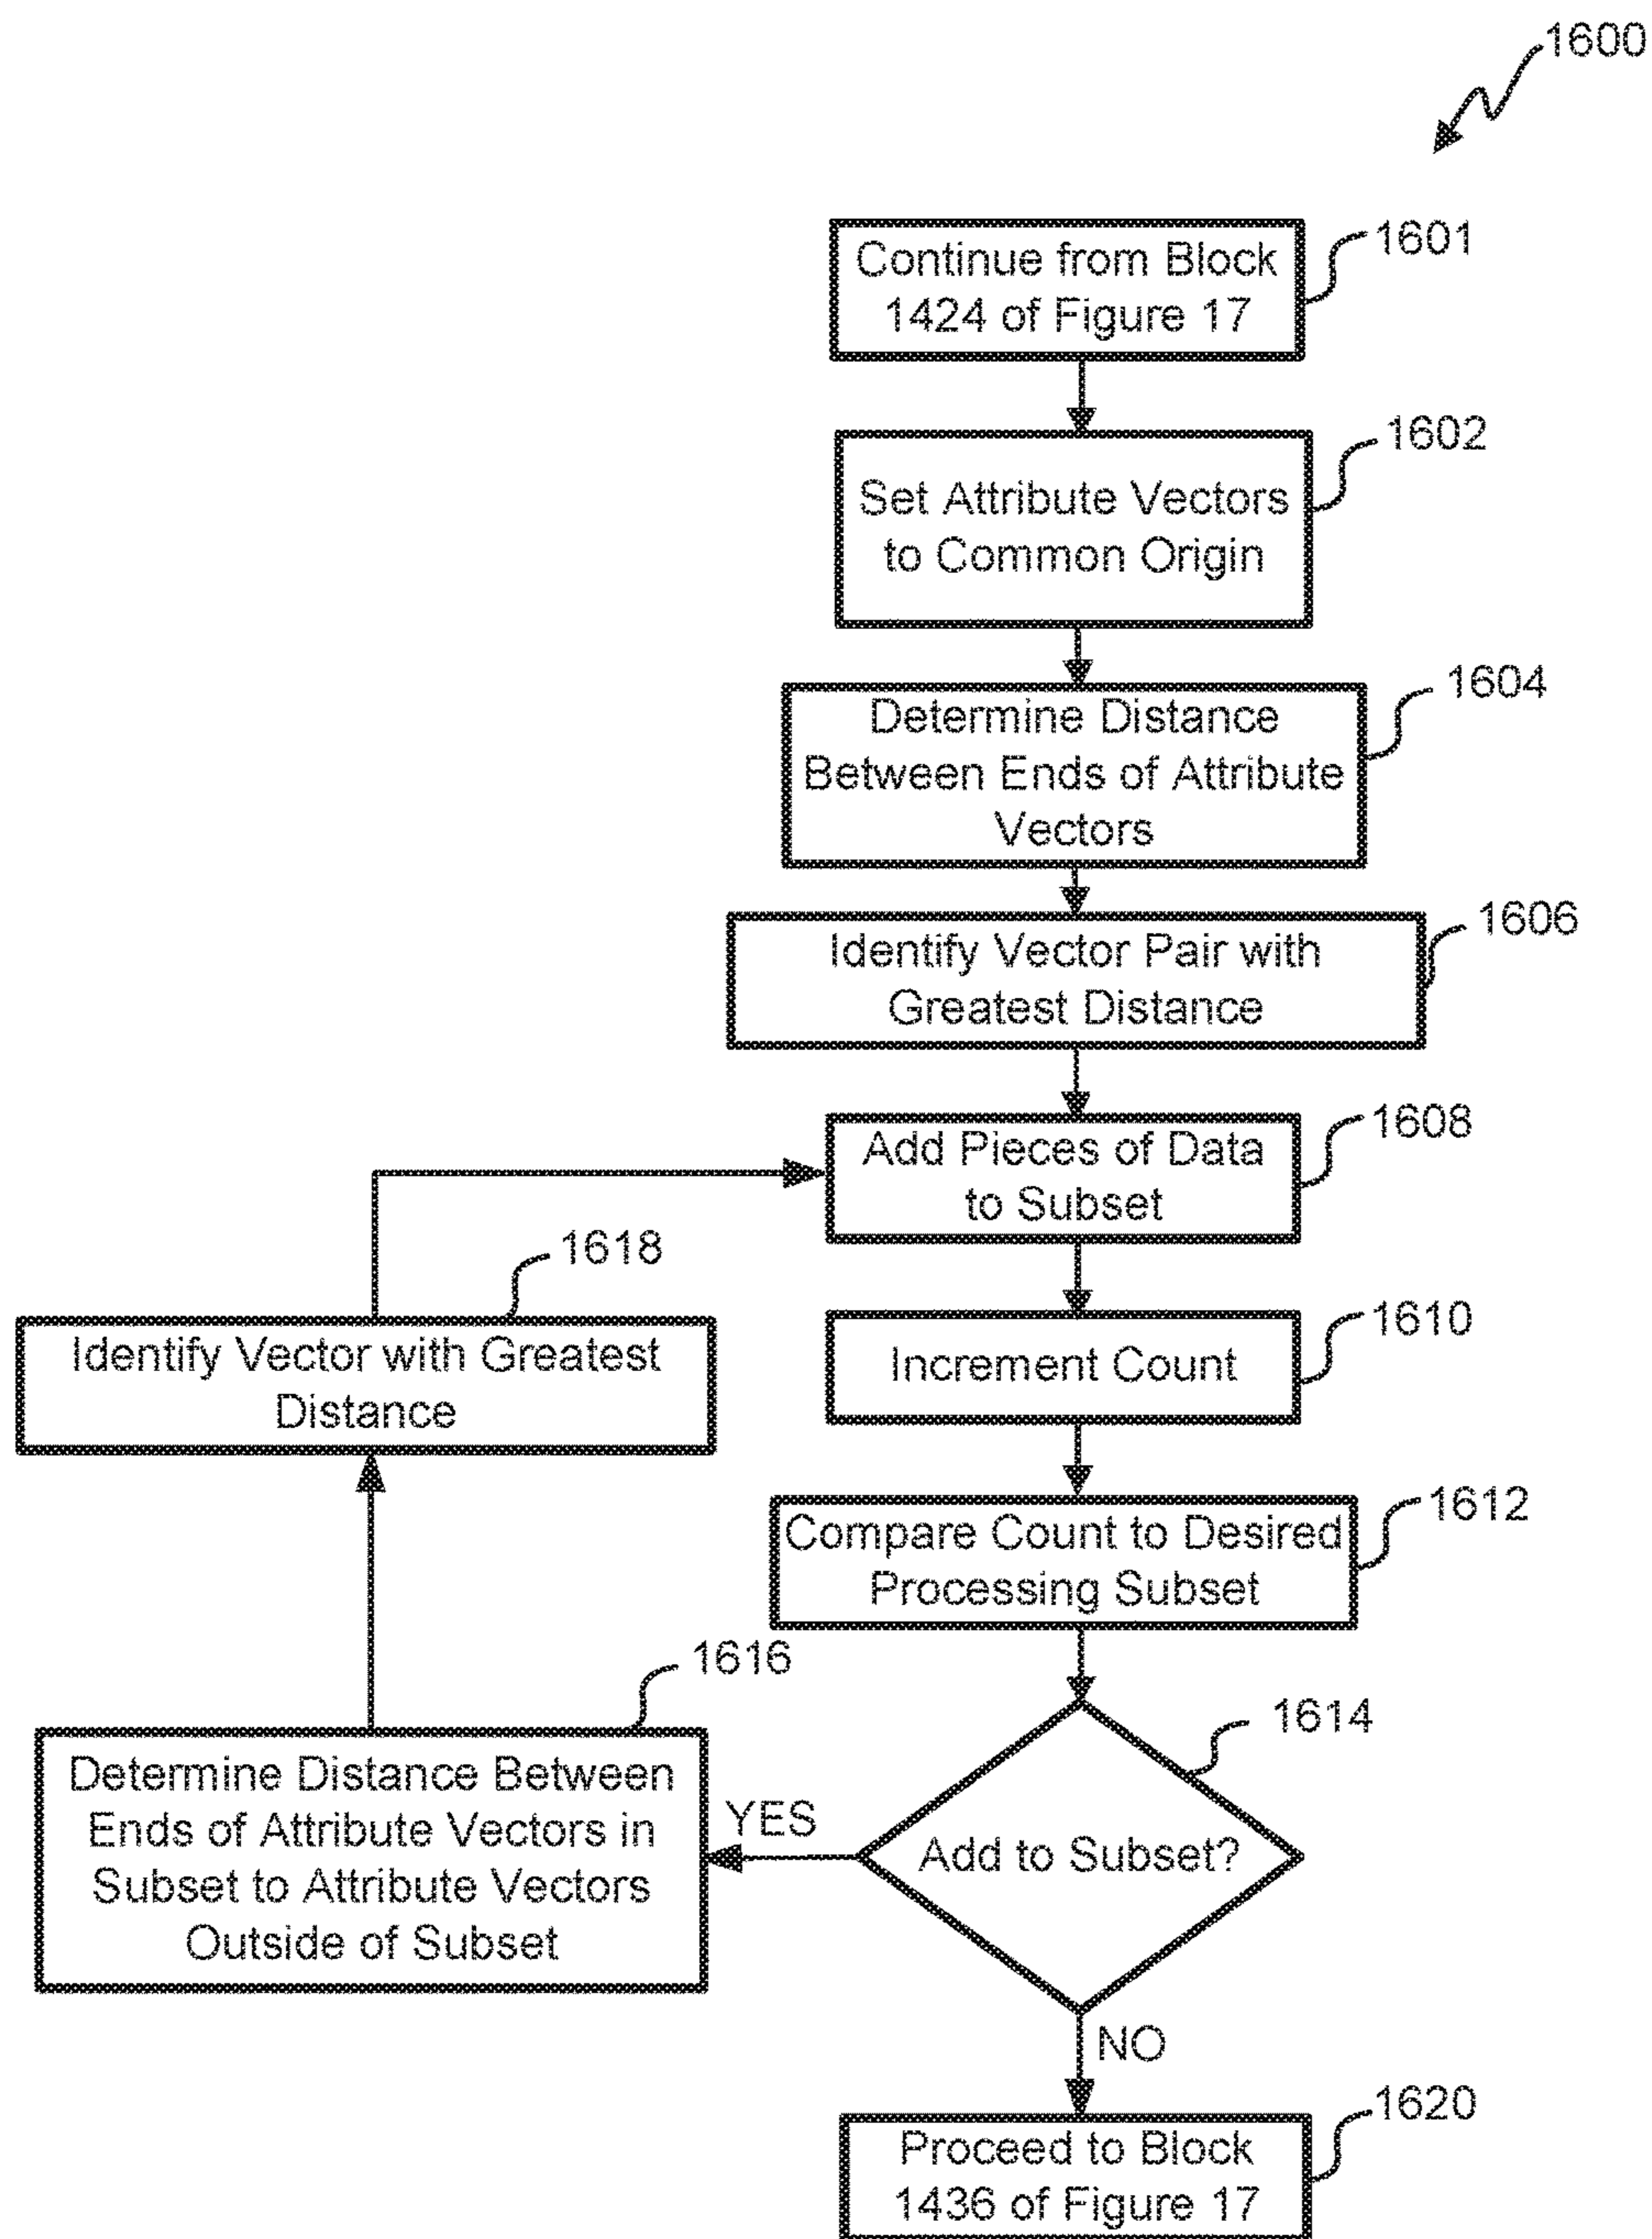 1600
Continue from Block
1424 of Figure 17
1601
Set Attribute Vectors
to Common Origin
1602
Determine Distance
Between Ends of Attribute
Vectors
1604
Identify Vector Pair with
Greatest Distance
1606
Add Pieces of Data
to Subset
1608
Increment Count
1610
Compare Count to Desired
Processing Subset
1612
Add to Subset?
1614
YES
Determine Distance Between
Ends of Attribute Vectors in
Subset to Attribute Vectors
Outside of Subset
1616
Identify Vector with Greatest
Distance
1618
NO
Proceed to Block
1436 of Figure 17
1620